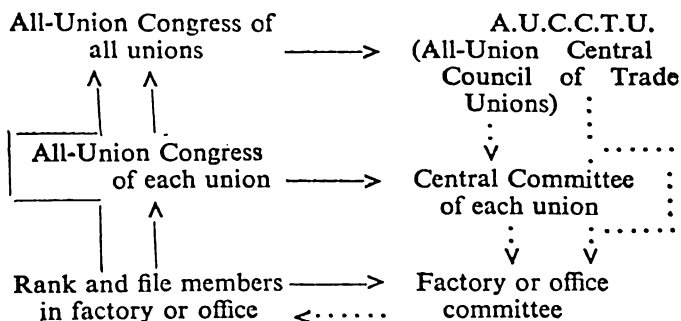 All-Union Congress of
all unions
A.U.C.C.T.U.
(All-Union Central
Council of Trade
Unions)
All-Union Congress
of each union
Central Committee
of each union
Rank and file members
in factory or office
Factory or office
committee